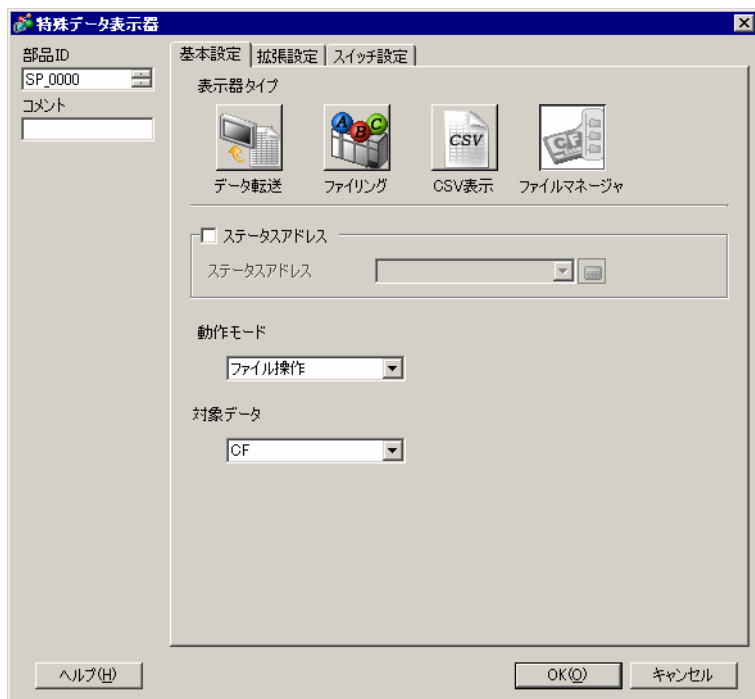 特殊データ表示器
部品ID
SP_0000
コメント
基本設定 拡張設定 スイッチ設定
表示器タイプ
A B C
CSV
CF
データ転送 ファイリング CSV表示 ファイルマネージャ
ステータスアドレス
ステータスアドレス
動作モード
ファイル操作
対象データ
CF
ヘルプ(H) OK(O) キャンセル